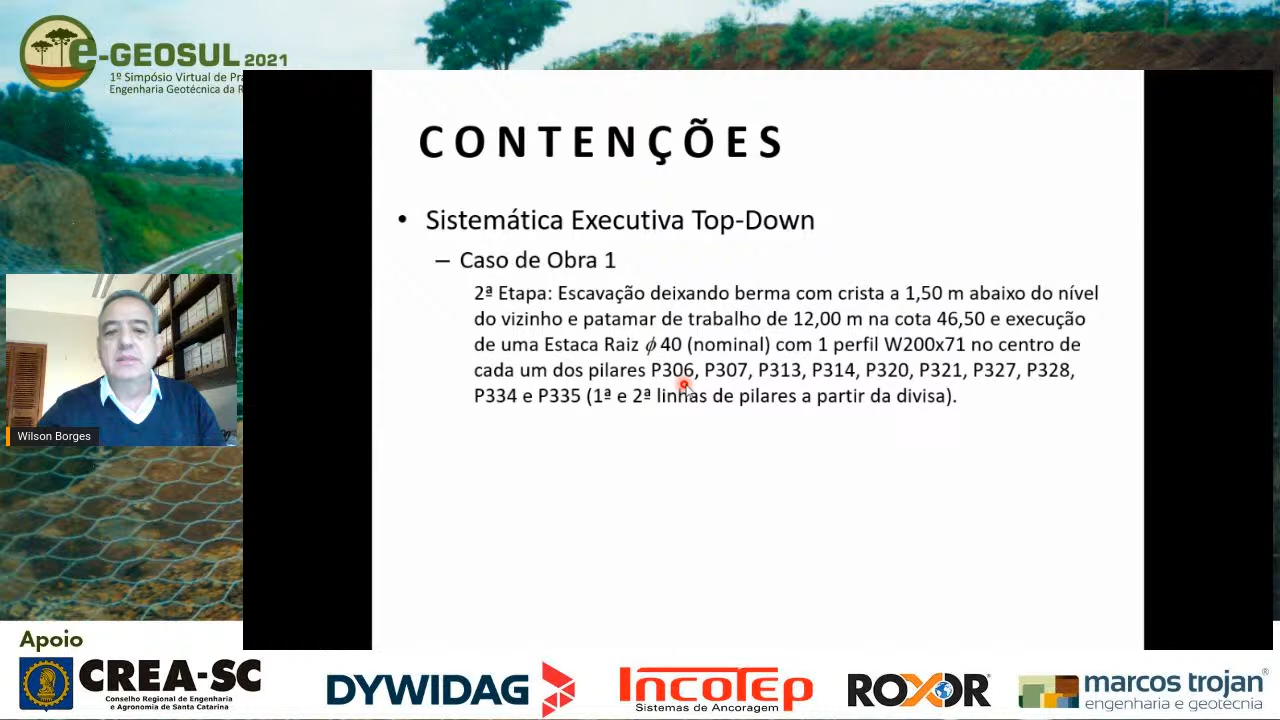 e-GEOSUL 2021
1º Simpósio Virtual de
Engenharia Geotécnica da
CONTENÇÕES
• Sistemática Executiva Top-Down
– Caso de Obra 1
2ª Etapa: Escavação deixando berma com crista a 1,50 m abaixo do nível
do vizinho e patamar de trabalho de 12,00 m na cota 46,50 e execução
de uma Estaca Raiz ϕ 40 (nominal) com 1 perfil W200x71 no centro de
cada um dos pilares P306, P307, P313, P314, P320, P321, P327, P328,
P334 e P335 (1ª e 2ª linhas de pilares a partir da divisa).
Wilson Borges
Apoio
CREA-SC
Conselho Regional de Engenharia
e Agronomia de Santa Catarina
DYWIDAG
INCOTEP
Sistemas de Ancoragem
ROXOR®
marcos trojan®
engenharia e geotecnia